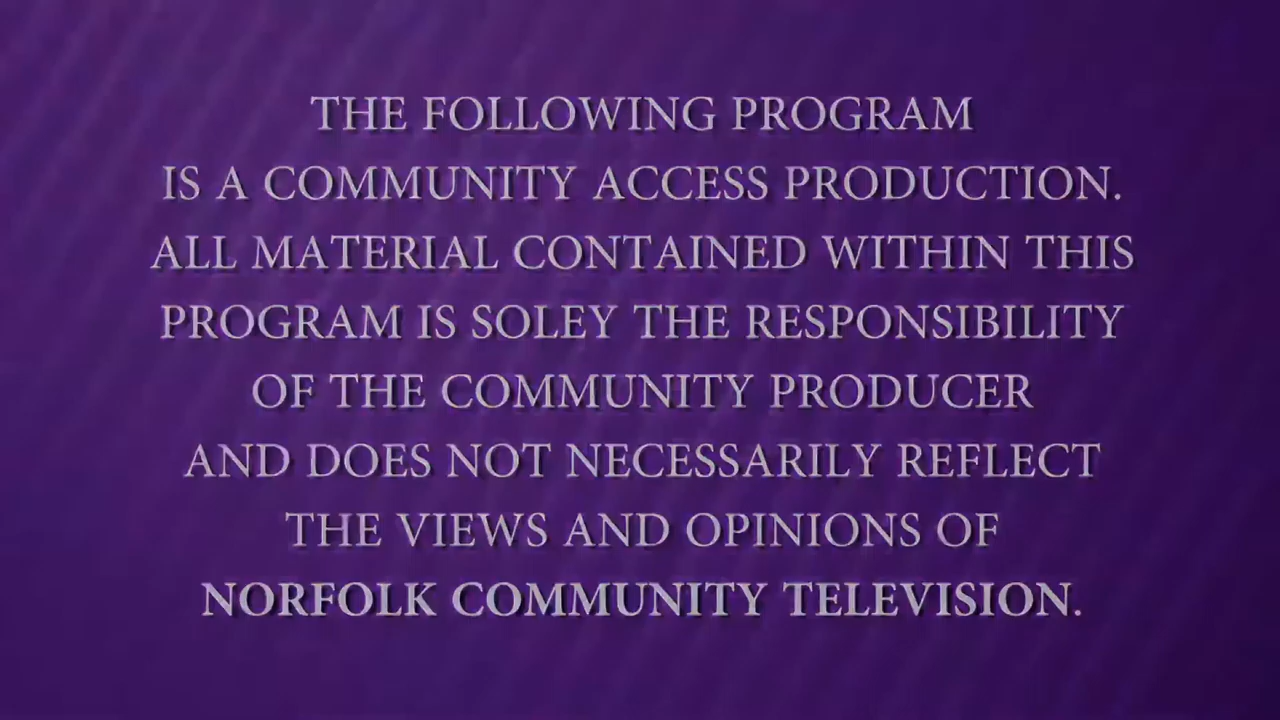 THE FOLLOWING PROGRAM
IS A COMMUNITY ACCESS PRODUCTION.
ALL MATERIAL CONTAINED WITHIN THIS
PROGRAM IS SOLEY THE RESPONSIBILITY
OF THE COMMUNITY PRODUCER
AND DOES NOT NECESSARILY REFLECT
THE VIEWS AND OPINIONS OF
NORFOLK COMMUNITY TELEVISION.